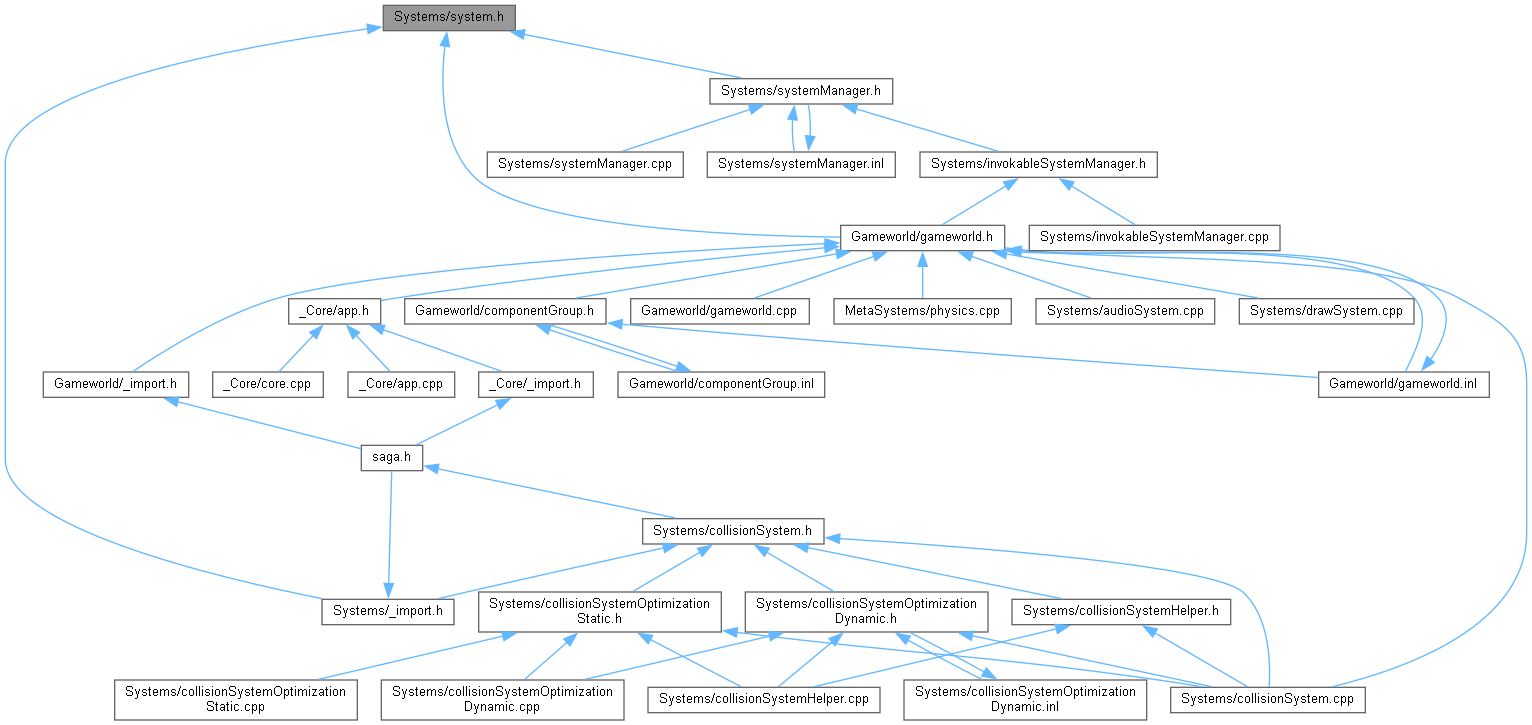 Systems/system.h
Systems/systemManager.h
Systems/systemManager.cpp
Systems/systemManager.inl
Systems/invokableSystemManager.h
Gameworld/gameworld.h
Systems/invokableSystemManager.cpp
_Core/app.h
Gameworld/componentGroup.h
Gameworld/gameworld.cpp
MetaSystems/physics.cpp
Systems/audioSystem.cpp
Systems/drawSystem.cpp
Gameworld/_import.h
_Core/core.cpp
_Core/app.cpp
_Core/_import.h
Gameworld/componentGroup.inl
Gameworld/gameworld.inl
saga.h
Systems/collisionSystem.h
Systems/_import.h
Systems/collisionSystemOptimization
Static.h
Systems/collisionSystemOptimization
Dynamic.h
Systems/collisionSystemHelper.h
Systems/collisionSystemOptimization
Static.cpp
Systems/collisionSystemOptimization
Dynamic.cpp
Systems/collisionSystemHelper.cpp
Systems/collisionSystemOptimization
Dynamic.inl
Systems/collisionSystem.cpp